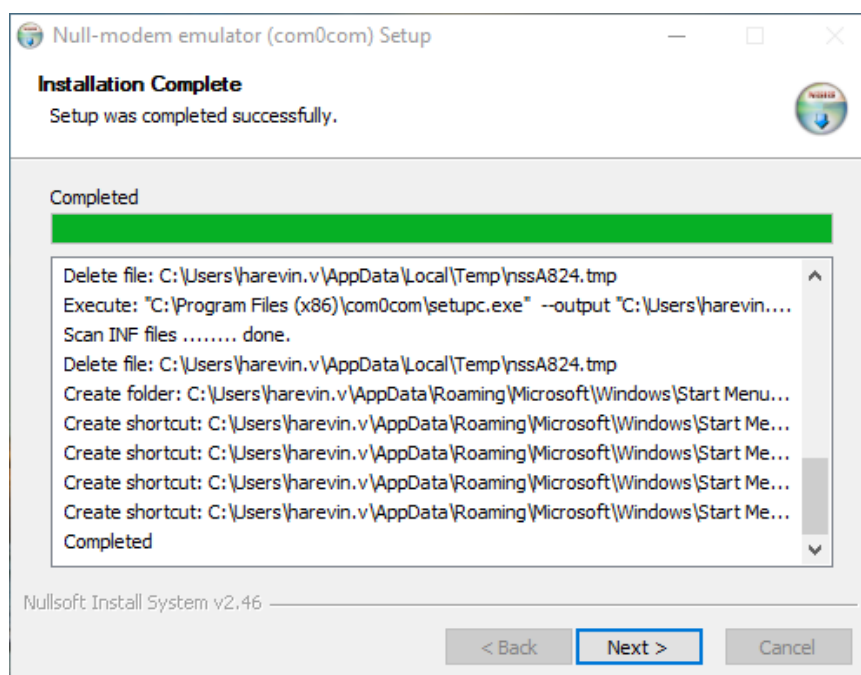 Null-modem emulator (com0com) Setup
Installation Complete
Setup was completed successfully.
Completed
Delete file: C:\Users\harevin.v\AppData\Local\Temp\nssA824.tmp
Execute: "C:\Program Files (x86)\com0com\setupc.exe"  --output "C:\Users\harevin....
Scan INF files ........ done.
Delete file: C:\Users\harevin.v\AppData\Local\Temp\nssA824.tmp
Create folder: C:\Users\harevin.v\AppData\Roaming\Microsoft\Windows\Start Menu...
Create shortcut: C:\Users\harevin.v\AppData\Roaming\Microsoft\Windows\Start Me...
Create shortcut: C:\Users\harevin.v\AppData\Roaming\Microsoft\Windows\Start Me...
Create shortcut: C:\Users\harevin.v\AppData\Roaming\Microsoft\Windows\Start Me...
Create shortcut: C:\Users\harevin.v\AppData\Roaming\Microsoft\Windows\Start Me...
Completed
Nullsoft Install System v2.46
< Back Next > Cancel